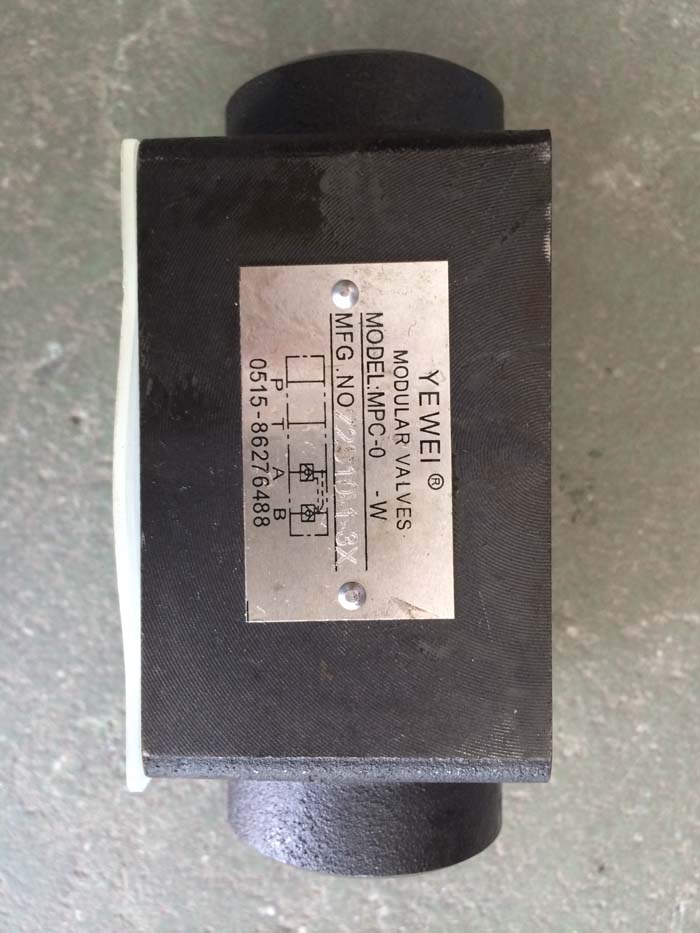 YEWEI ®
MODULAR VALVES
MODEL:MPC-0 -W
MFG.NO
P T A B
0515-86276488